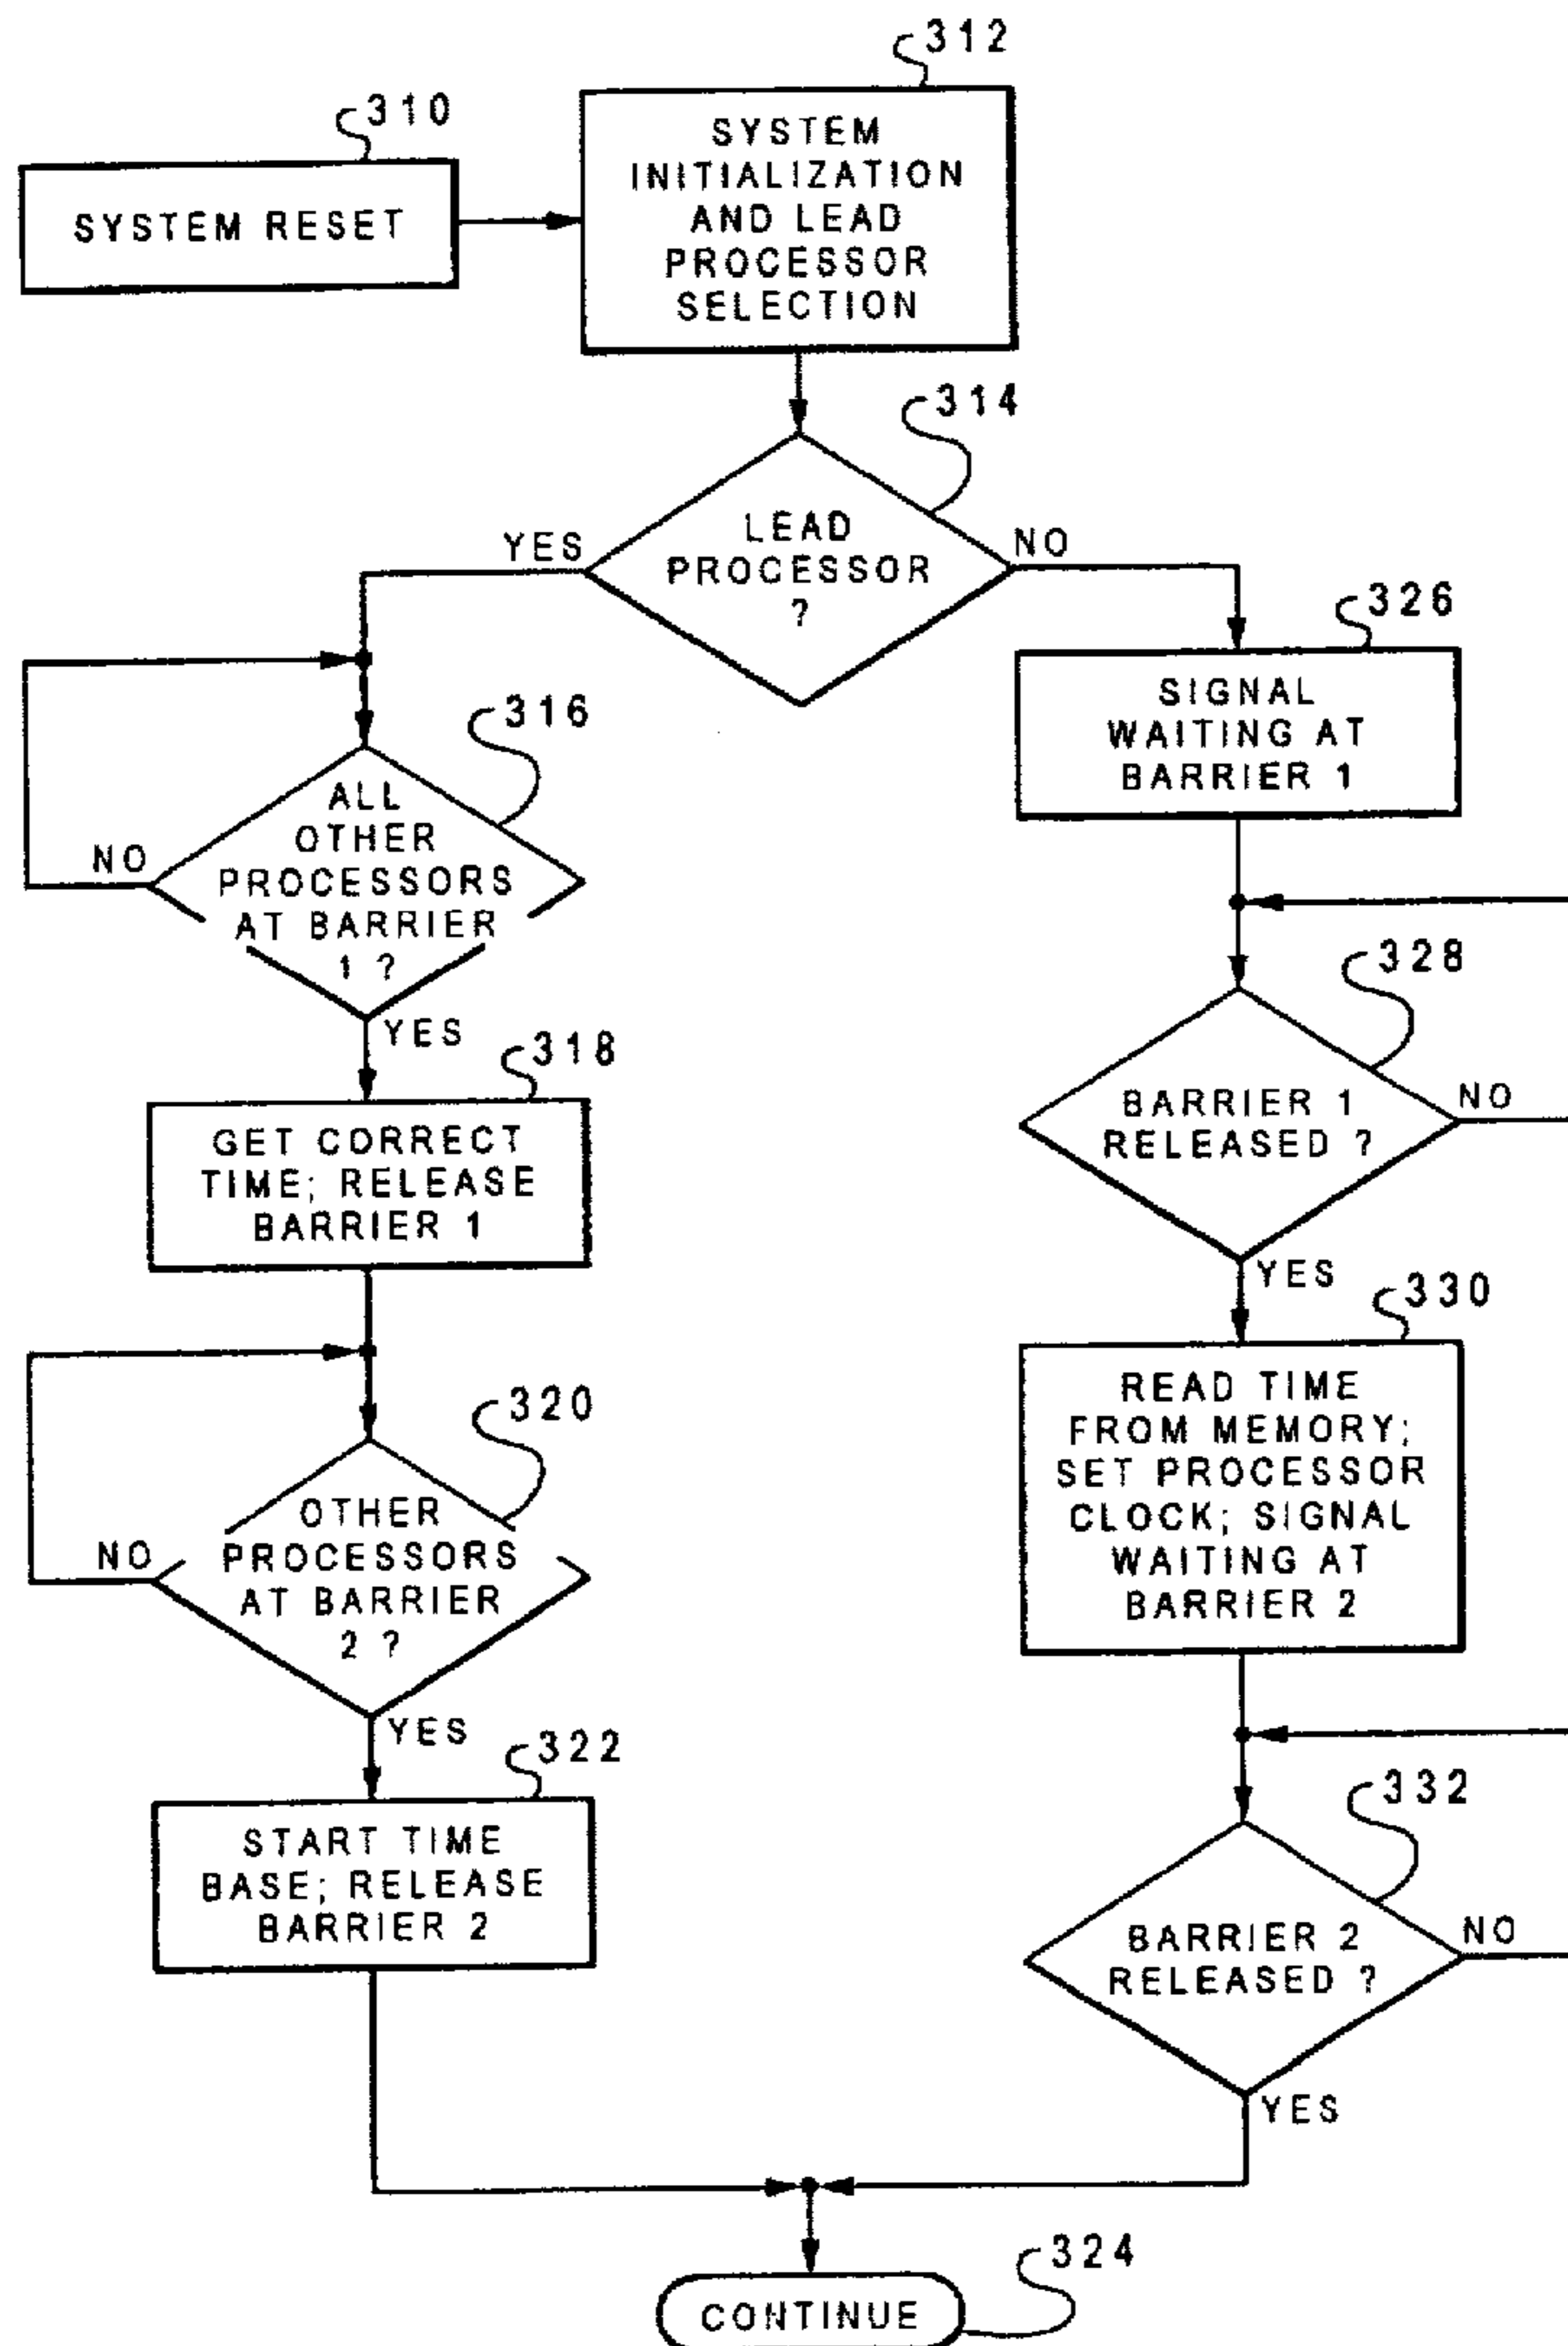 312
310
SYSTEM
INITIALIZATION
AND LEAD
PROCESSOR
SELECTION
SYSTEM RESET
314
LEAD
PROCESSOR
?
YES
NO
326
SIGNAL
WAITING AT
BARRIER 1
316
ALL
OTHER
PROCESSORS
AT BARRIER
1 ?
NO
YES
328
BARRIER 1
RELEASED ?
NO
YES
318
GET CORRECT
TIME; RELEASE
BARRIER 1
330
READ TIME
FROM MEMORY;
SET PROCESSOR
CLOCK; SIGNAL
WAITING AT
BARRIER 2
320
OTHER
PROCESSORS
AT BARRIER
2 ?
NO
YES
322
START TIME
BASE; RELEASE
BARRIER 2
332
BARRIER 2
RELEASED ?
NO
YES
324
CONTINUE